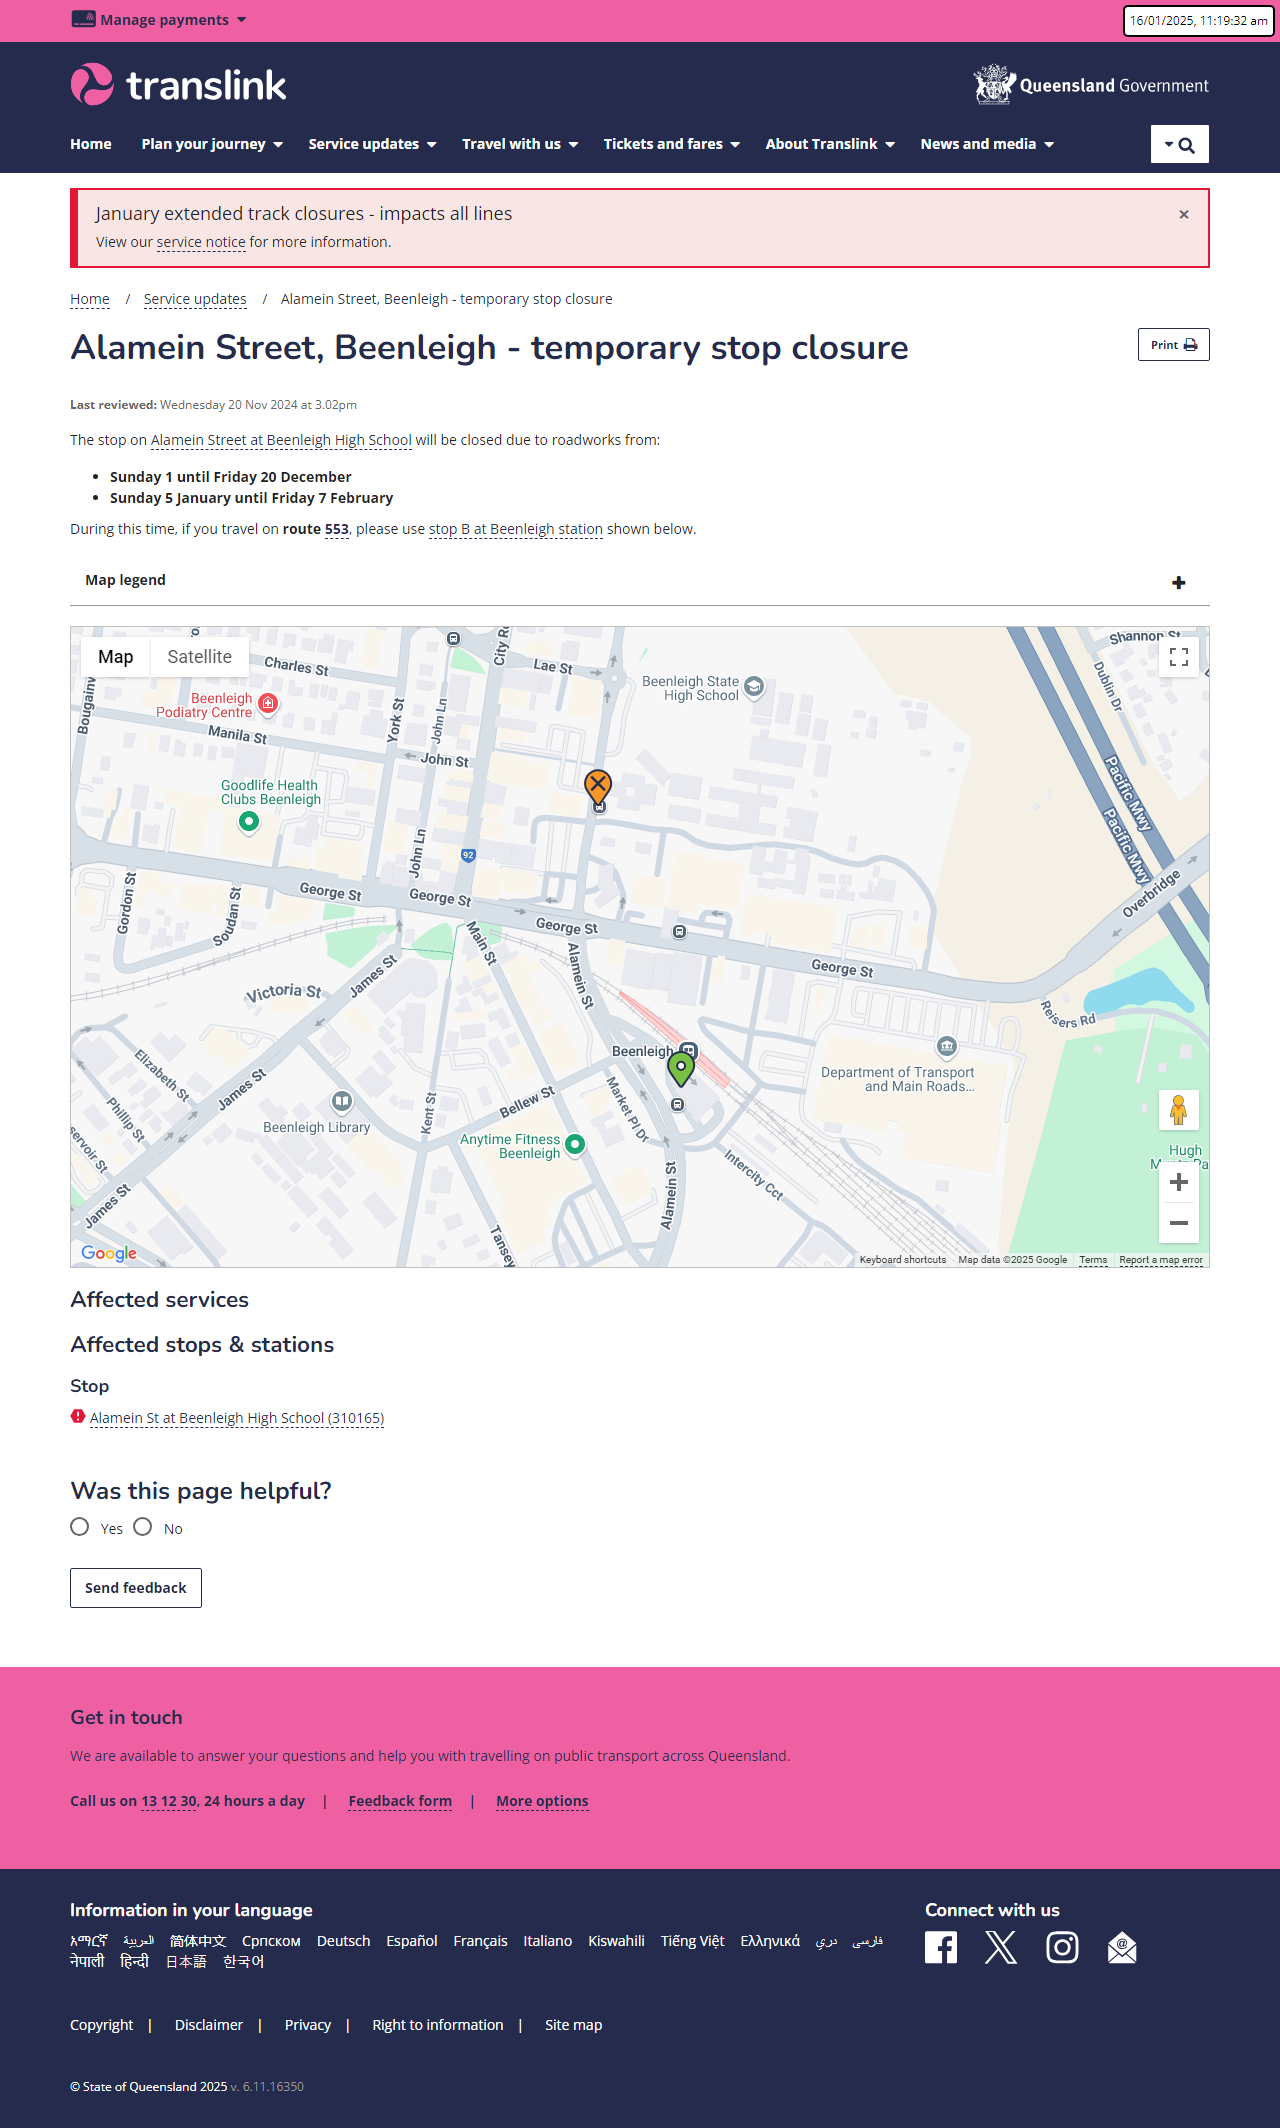 Manage payments
16/01/2025, 11:19:32 am
translink
Queensland Government
Home Plan your journey Service updates Travel with us Tickets and fares About Translink News and media
January extended track closures - impacts all lines
×
View our service notice for more information.
Home / Service updates / Alamein Street, Beenleigh - temporary stop closure
Alamein Street, Beenleigh - temporary stop closure
Print
Last reviewed: Wednesday 20 Nov 2024 at 3.02pm
The stop on Alamein Street at Beenleigh High School will be closed due to roadworks from:
• Sunday 1 until Friday 20 December
• Sunday 5 January until Friday 7 February
During this time, if you travel on route 553, please use stop B at Beenleigh station shown below.
Map legend
Map
Satellite
Charles St
City R
Lae St
Shannon St
Dublin Dr
Beenleigh State
High School
Bougainv
Beenleigh
Podiatry Centre
Manila St
York St
John Ln
John St
Goodlife Health
Clubs Beenleigh
Pacific Mwy
Pacific Mwy
John Ln
92
Overbridge
Gordon St
Soudan St
George St
George St
George St
Main St
Alamein St
George St
James St
Victoria St
Reisers Rd
Beenleigh
Department of Transport
and Main Roads...
Elizabeth St
James St
Phillip St
Beenleigh Library
Kent St
Bellew St
Market Pl Dr
Anytime Fitness
Beenleigh
Hugh
servoir St
Intercity Cct
James St
Alamein St
Tansey
Google
Keyboard shortcuts Map data ©2025 Google Terms Report a map error
Affected services
Affected stops & stations
Stop
Alamein St at Beenleigh High School (310165)
Was this page helpful?
Yes No
Send feedback
Get in touch
We are available to answer your questions and help you with travelling on public transport across Queensland.
Call us on 13 12 30, 24 hours a day | Feedback form | More options
Information in your language
Connect with us
አማርኛ العربية 简体中文 Српском Deutsch Español Français Italiano Kiswahili Tiếng Việt Ελληνικά دري فارسی
नेपाली हिन्दी 日本語 한국어
Copyright | Disclaimer | Privacy | Right to information | Site map
© State of Queensland 2025 v. 6.11.16350